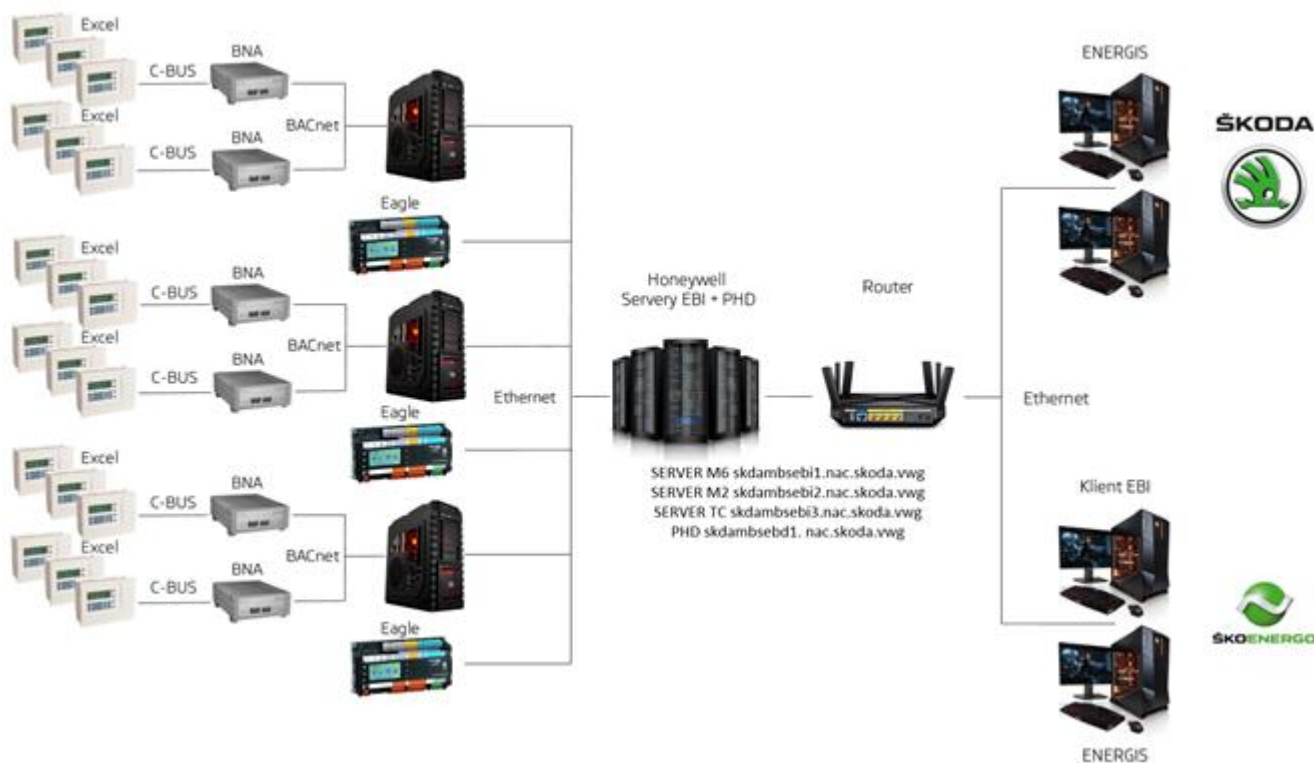 Excel
C-BUS
BNA
BACnet
Excel
C-BUS
BNA
Eagle
Excel
C-BUS
BNA
BACnet
Excel
C-BUS
BNA
Eagle
Excel
C-BUS
BNA
BACnet
Excel
C-BUS
BNA
Eagle
Ethernet
Honeywell
Servery EBI + PHD
SERVER M6 skdambsebi1.nac.skoda.vwg
SERVER M2 skdambsebi2.nac.skoda.vwg
SERVER TC skdambsebi3.nac.skoda.vwg
PHD skdambsebd1. nac.skoda.vwg
Router
Ethernet
ENERGIS
ŠKODA
Klient EBI
ŠKOENERGO
ENERGIS